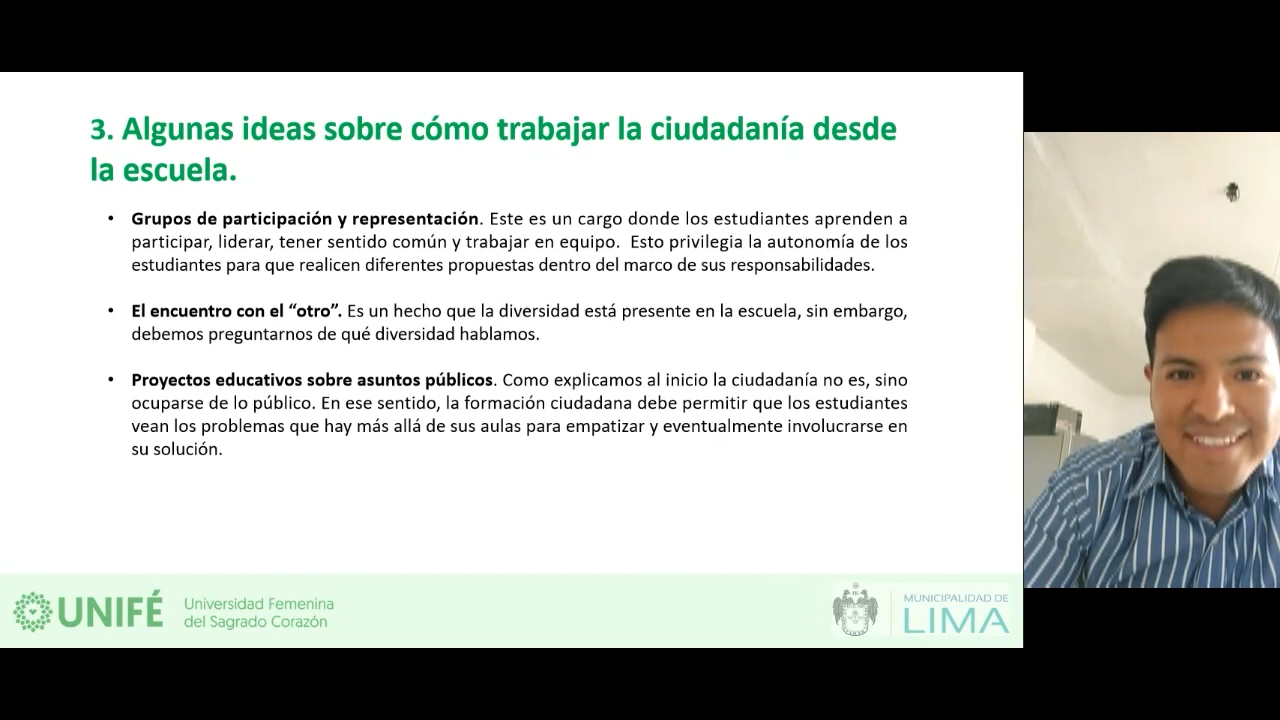 3. Algunas ideas sobre cómo trabajar la ciudadanía desde
la escuela.
• Grupos de participación y representación. Este es un cargo donde los estudiantes aprenden a
participar, liderar, tener sentido común y trabajar en equipo.  Esto privilegia la autonomía de los
estudiantes para que realicen diferentes propuestas dentro del marco de sus responsabilidades.
• El encuentro con el “otro”. Es un hecho que la diversidad está presente en la escuela, sin embargo,
debemos preguntarnos de qué diversidad hablamos.
• Proyectos educativos sobre asuntos públicos. Como explicamos al inicio la ciudadanía no es, sino
ocuparse de lo público. En ese sentido, la formación ciudadana debe permitir que los estudiantes
vean los problemas que hay más allá de sus aulas para empatizar y eventualmente involucrarse en
su solución.
UNIFÉ
Universidad Femenina
del Sagrado Corazón
MUNICIPALIDAD DE
LIMA